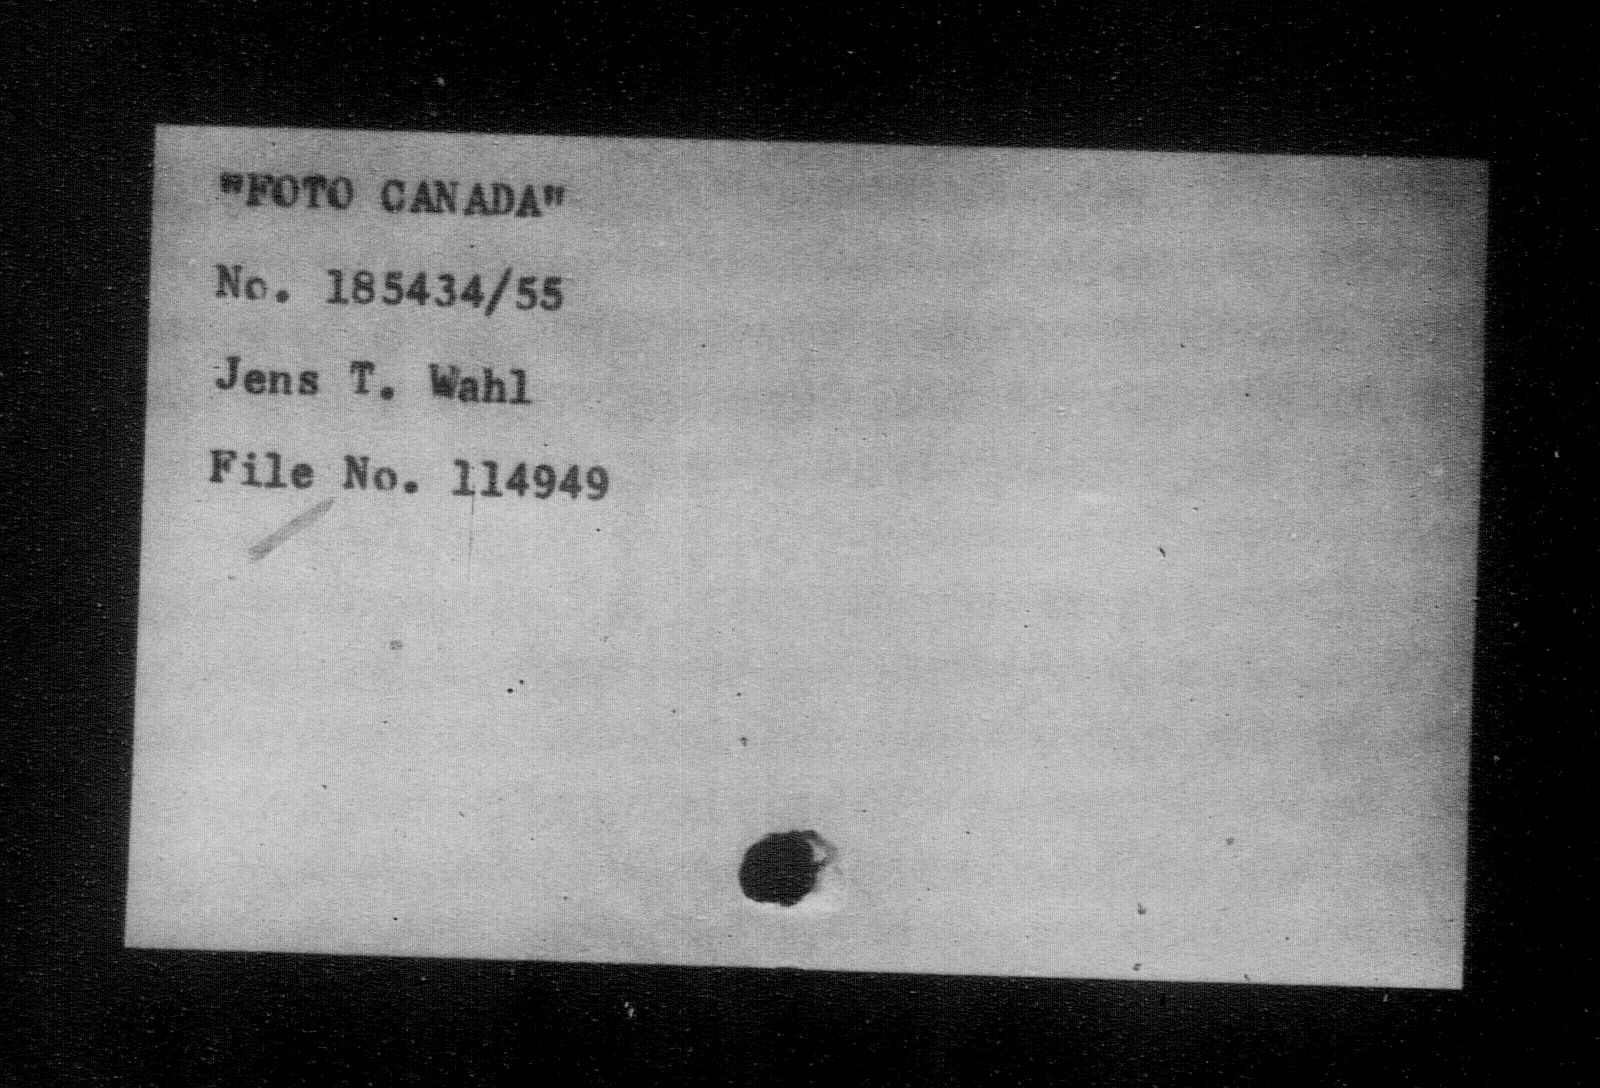 "FOTO CANADA"
No. 185434/55
Jens T. Wahl
File No. 114949